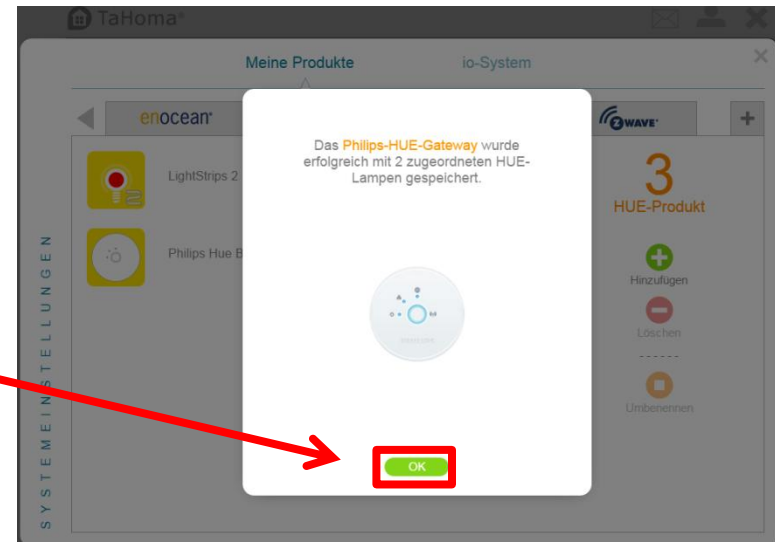 TaHoma®
Meine Produkte
io-System
enocean®
Z-WAVE®
LightStrips 2
Philips Hue B
Das Philips-HUE-Gateway wurde
erfolgreich mit 2 zugeordneten HUE-
Lampen gespeichert.
OK
3
HUE-Produkt
Hinzufügen
Löschen
Umbenennen
SYSTEMEINSTELLUNGEN